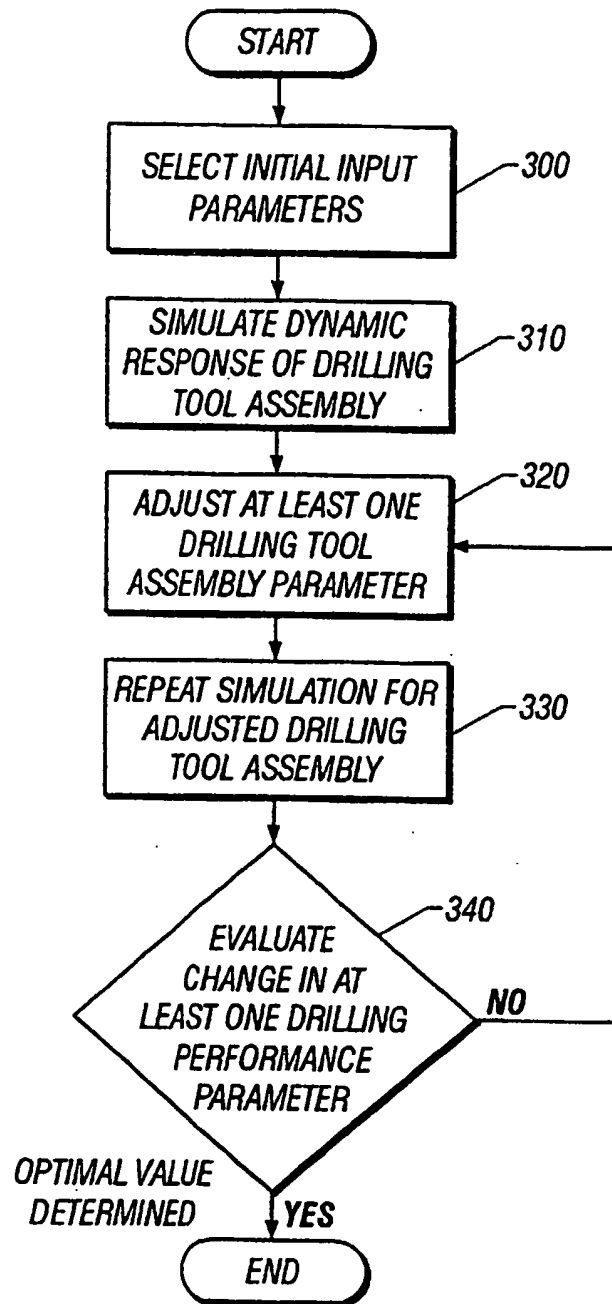 START
SELECT INITIAL INPUT
PARAMETERS
300
SIMULATE DYNAMIC
RESPONSE OF DRILLING
TOOL ASSEMBLY
310
ADJUST AT LEAST ONE
DRILLING TOOL
ASSEMBLY PARAMETER
320
REPEAT SIMULATION FOR
ADJUSTED DRILLING
TOOL ASSEMBLY
330
EVALUATE
CHANGE IN AT
LEAST ONE DRILLING
PERFORMANCE
PARAMETER
340
NO
OPTIMAL VALUE
DETERMINED
YES
END